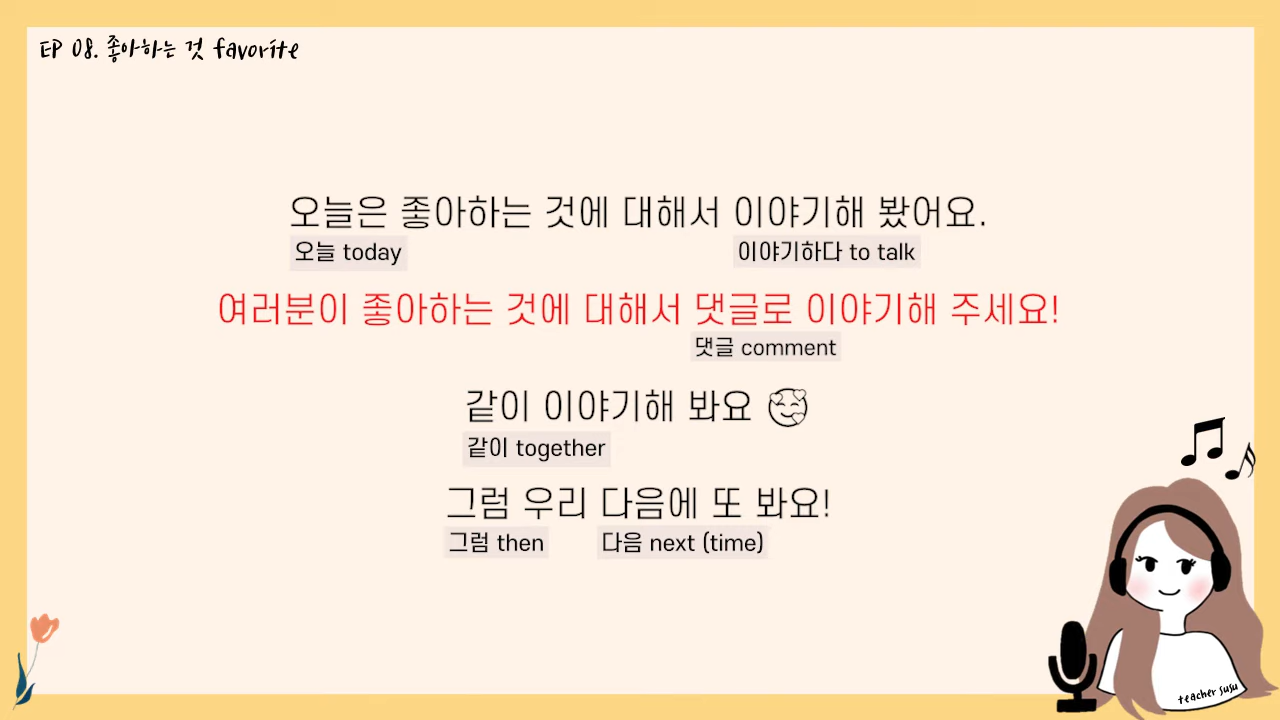 EP 08. 좋아하는 것 favorite
오늘은 좋아하는 것에 대해서 이야기해 봤어요.
오늘 today 이야기하다 to talk
여러분이 좋아하는 것에 대해서 댓글로 이야기해 주세요!
댓글 comment
같이 이야기해 봐요 🥰
같이 together
그럼 우리 다음에 또 봐요!
그럼 then 다음 next (time)
teacher susu